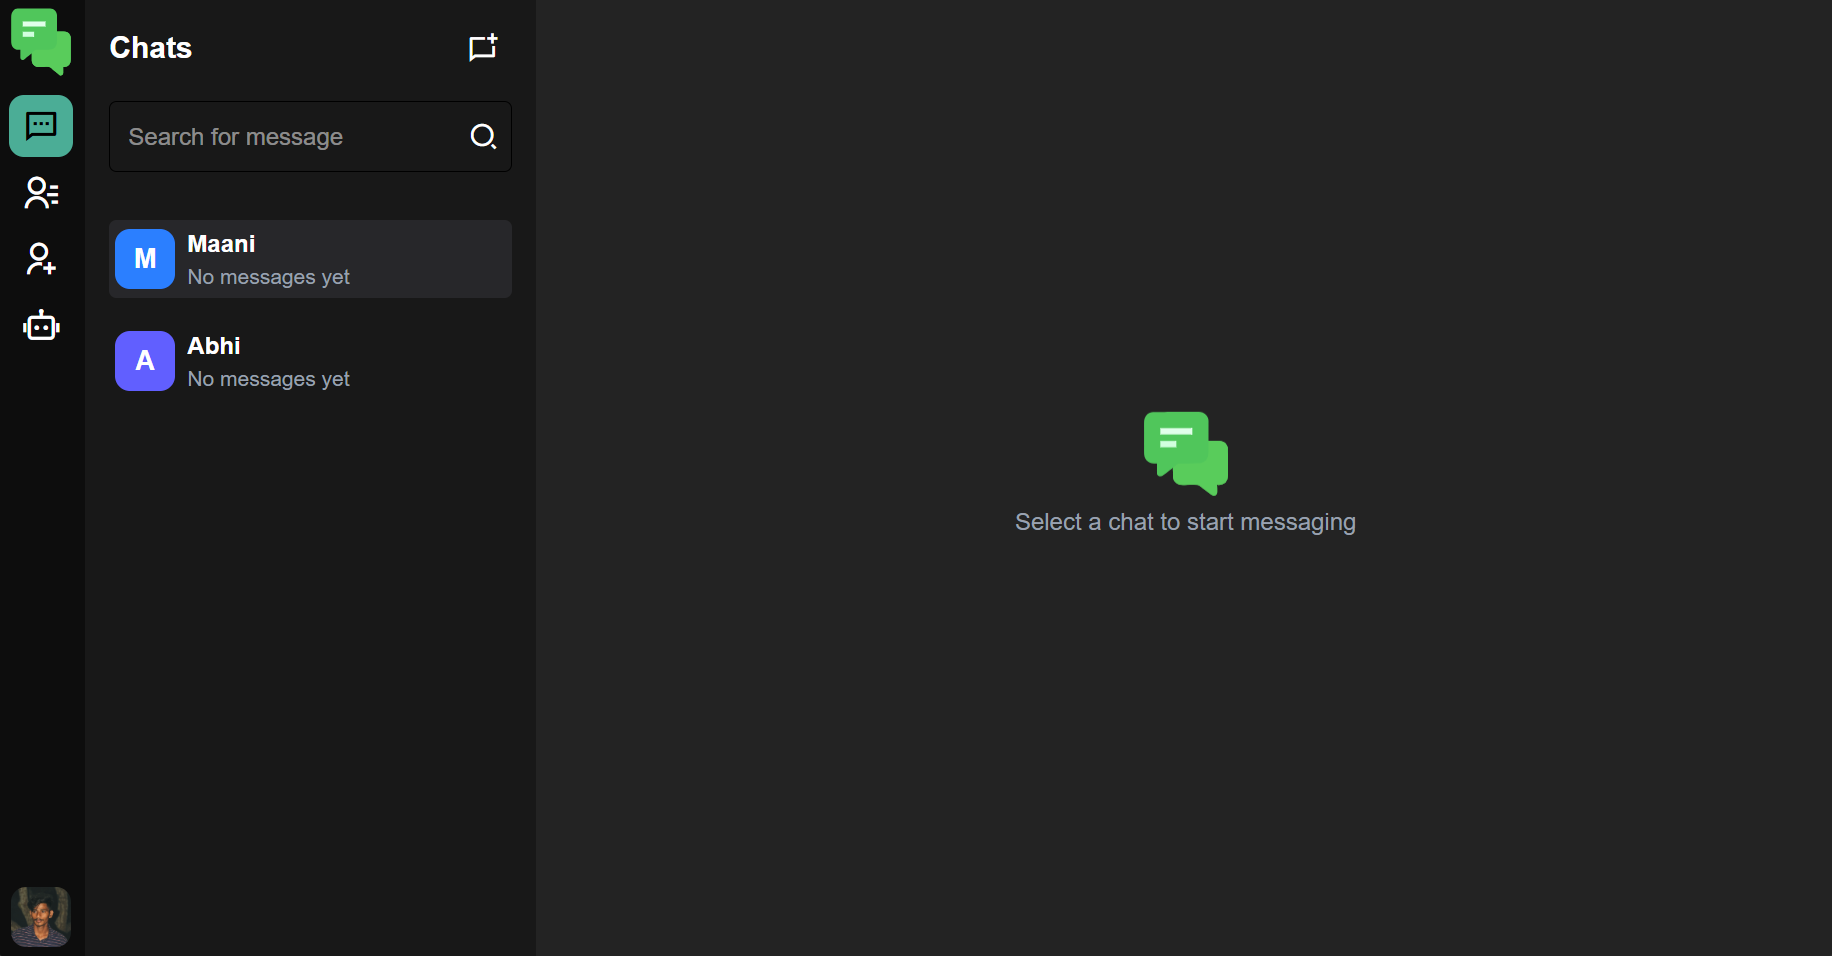 Chats
Search for message
M
Maani
No messages yet
A
Abhi
No messages yet
Select a chat to start messaging